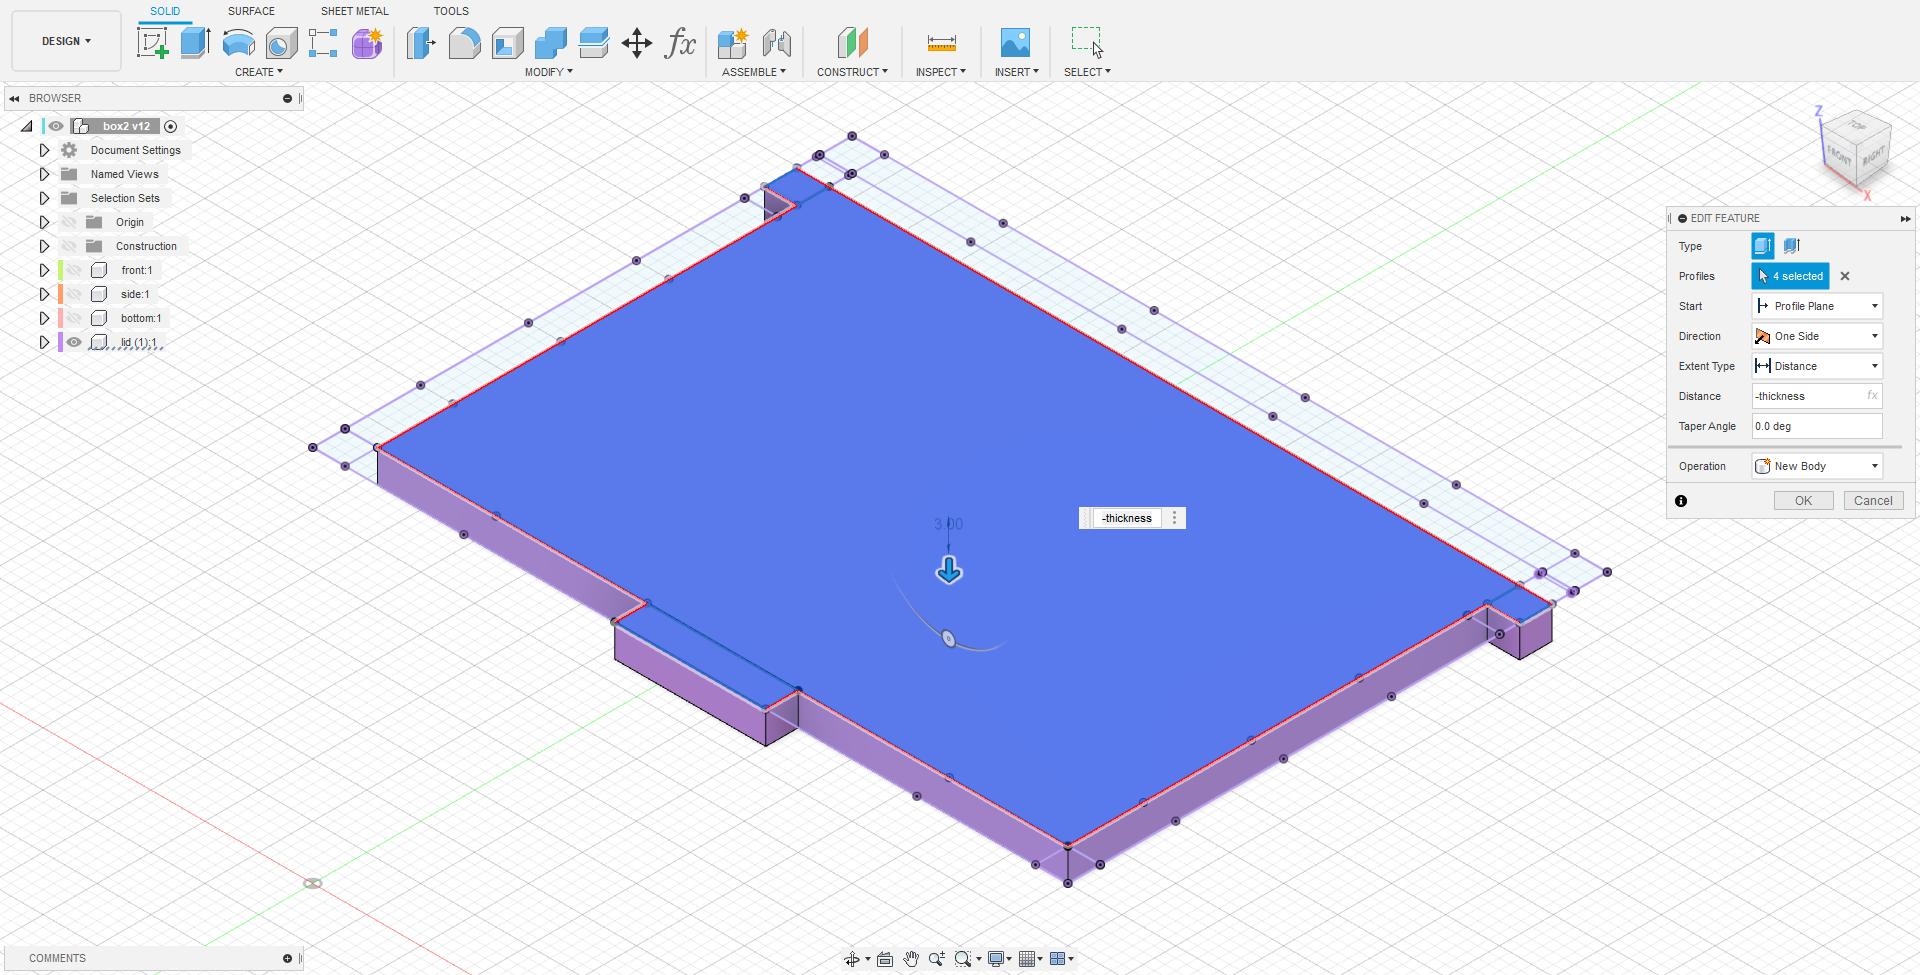 SOLID SURFACE SHEET METAL TOOLS
DESIGN
CREATE MODIFY ASSEMBLE CONSTRUCT INSPECT INSERT SELECT
fx
BROWSER
box2 v12
Document Settings
Named Views
Selection Sets
Origin
Construction
front:1
side:1
bottom:1
lid (1):1
Z
TOP
FRONT
RIGHT
X
EDIT FEATURE
Type
Profiles 4 selected
Start Profile Plane
Direction One Side
Extent Type Distance
Distance -thickness fx
Taper Angle 0.0 deg
Operation New Body
OK Cancel
3.00
-thickness
COMMENTS